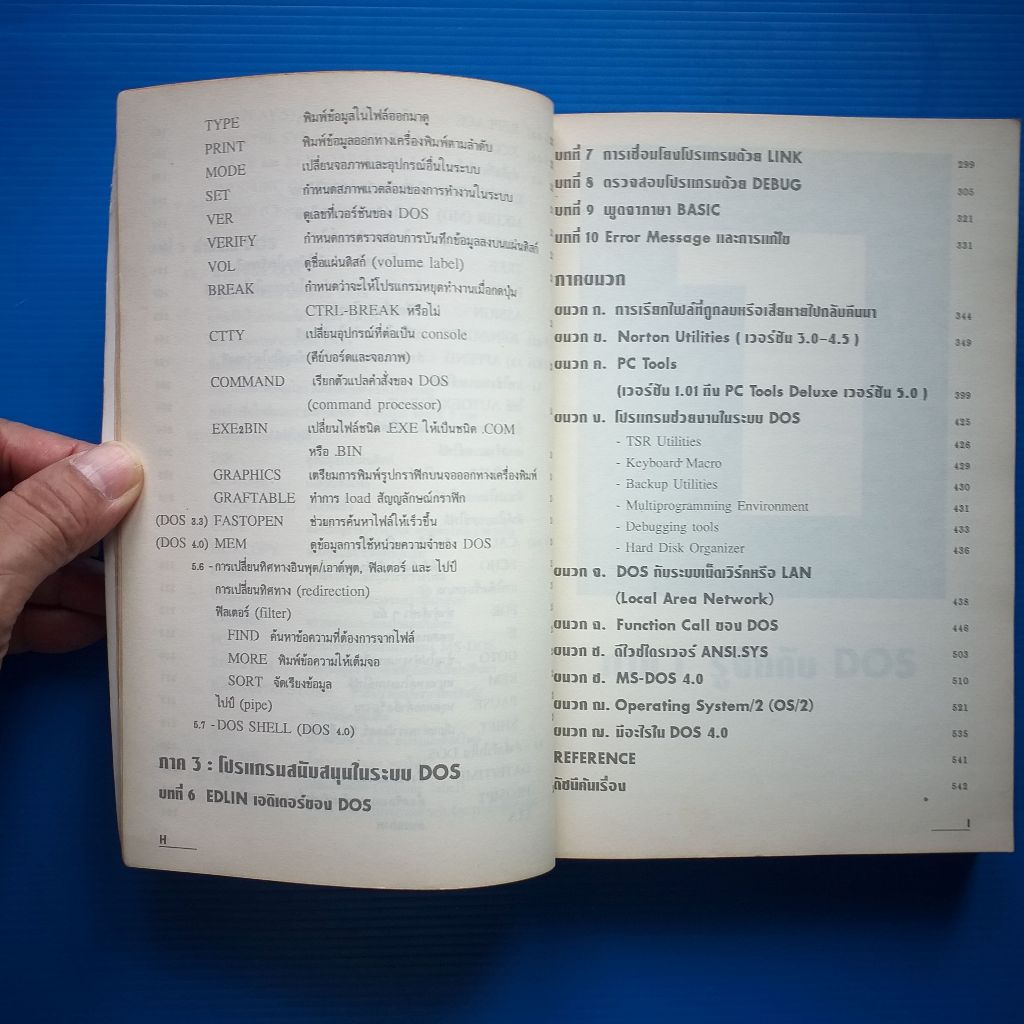 TYPE พิมพ์ข้อมูลในไฟล์ออกมาดู
PRINT พิมพ์ข้อมูลออกทางเครื่องพิมพ์ตามลำดับ
MODE เปลี่ยนจอภาพและอุปกรณ์อื่นในระบบ
SET กำหนดสภาพแวดล้อมของการทำงานในระบบ
VER ดูเลขที่เวอร์ชันของ DOS
VERIFY กำหนดการตรวจสอบการบันทึกข้อมูลลงบนแผ่นดิสก์
VOL ดูชื่อแผ่นดิสก์ (volume label)
BREAK กำหนดว่าจะให้โปรแกรมหยุดทำงานเมื่อกดปุ่ม
CTRL-BREAK หรือไม่
CTTY เปลี่ยนอุปกรณ์ที่ต่อเป็น console
(คีย์บอร์ดและจอภาพ)
COMMAND เรียกตัวแปลคำสั่งของ DOS
(command processor)
EXE2BIN เปลี่ยนไฟล์ชนิด .EXE ให้เป็นชนิด .COM
หรือ .BIN
GRAPHICS เตรียมการพิมพ์รูปกราฟิกบนจอออกทางเครื่องพิมพ์
GRAFTABLE ทำการ load สัญญลักษณ์กราฟิก
(DOS 3.3) FASTOPEN ช่วยการค้นหาไฟล์ให้เร็วขึ้น
(DOS 4.0) MEM ดูข้อมูลการใช้หน่วยความจำของ DOS
5.6 - การเปลี่ยนทิศทางอินพุต/เอาต์พุต, ฟิลเตอร์ และ ไปป์
การเปลี่ยนทิศทาง (redirection)
ฟิลเตอร์ (filter)
FIND ค้นหาข้อความที่ต้องการจากไฟล์
MORE พิมพ์ข้อความให้เต็มจอ
SORT จัดเรียงข้อมูล
ไปป์ (pipe)
5.7 - DOS SHELL (DOS 4.0)
ภาค 3 : โปรแกรมสนับสนุนในระบบ DOS
บทที่ 6 EDLIN เอดิเตอร์ของ DOS
H
บทที่ 7 การเชื่อมโยงโปรแกรมด้วย LINK 299
บทที่ 8 ตรวจสอบโปรแกรมด้วย DEBUG 305
บทที่ 9 พูดจาภาษา BASIC 321
บทที่ 10 Error Message และการแก้ไข 331
ภาคผนวก
ผนวก ก. การเรียกไฟล์ที่ถูกลบหรือเสียหายไปกลับคืนมา 344
ผนวก ข. Norton Utilities ( เวอร์ชัน 3.0-4.5 ) 349
ผนวก ค. PC Tools
(เวอร์ชัน 1.01 ถึง PC Tools Deluxe เวอร์ชัน 5.0 ) 399
ผนวก ง. โปรแกรมช่วยงานในระบบ DOS 425
- TSR Utilities 426
- Keyboard Macro 429
- Backup Utilities 430
- Multiprogramming Environment 431
- Debugging tools 433
- Hard Disk Organizer 436
ผนวก จ. DOS กับระบบเน็ตเวิร์คหรือ LAN
(Local Area Network) 438
ผนวก ฉ. Function Call ของ DOS 446
ผนวก ช. ดีไวซ์ไดรเวอร์ ANSI.SYS 503
ผนวก ซ. MS-DOS 4.0 510
ผนวก ฌ. Operating System/2 (OS/2) 521
ผนวก ญ. มีอะไรใน DOS 4.0 535
REFERENCE 541
ดัชนีค้นเรื่อง 542
I